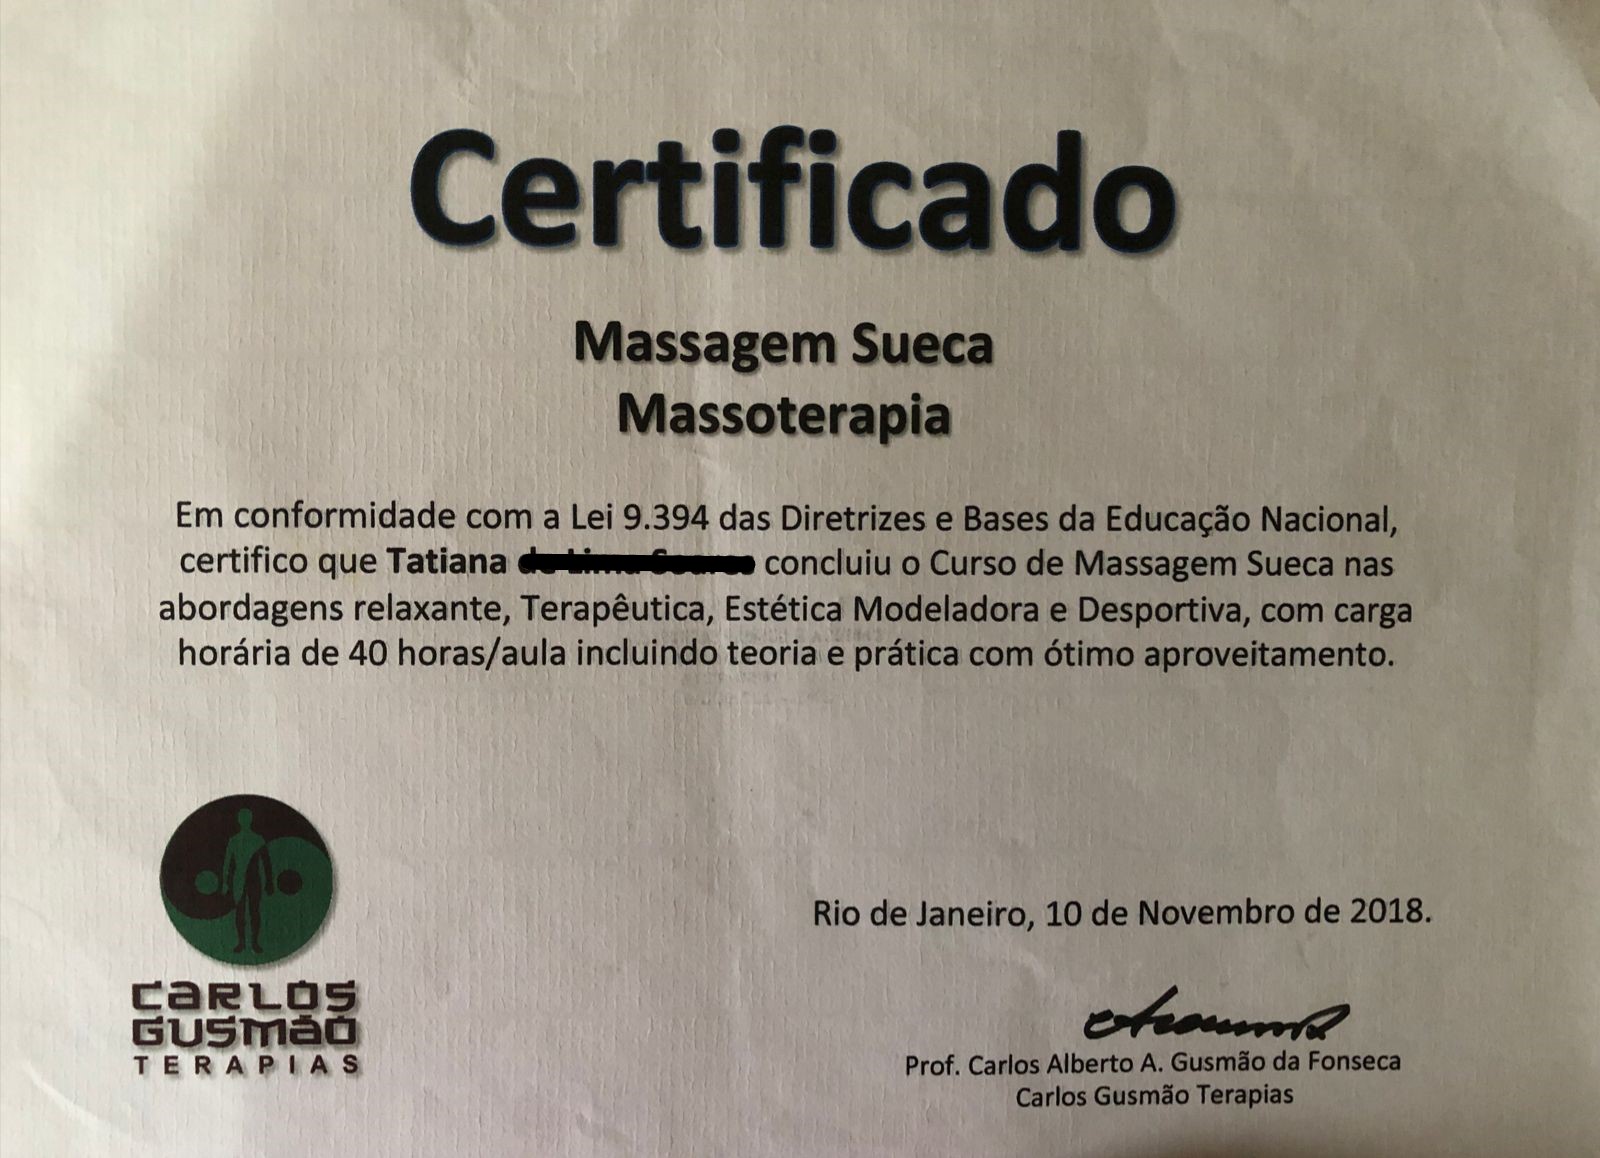 Certificado
Massagem Sueca
Massoterapia
Em conformidade com a Lei 9.394 das Diretrizes e Bases da Educação Nacional,
certifico que Tatiana concluiu o Curso de Massagem Sueca nas
abordagens relaxante, Terapêutica, Estética Modeladora e Desportiva, com carga
horária de 40 horas/aula incluindo teoria e prática com ótimo aproveitamento.
Rio de Janeiro, 10 de Novembro de 2018.
CARLOS
GUSMÃO
TERAPIAS
Prof. Carlos Alberto A. Gusmão da Fonseca
Carlos Gusmão Terapias